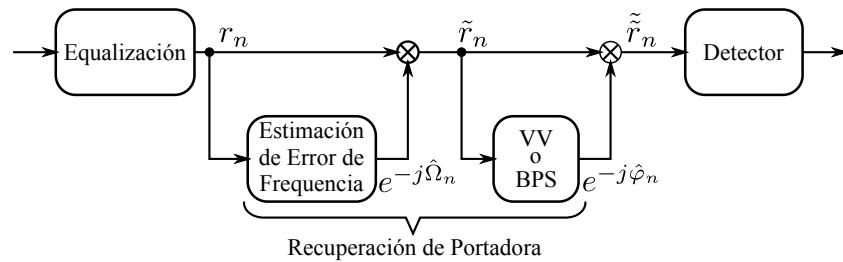 Equalización
r_n
r̃_n
r̃̃_n
Detector
Estimación
de Error de
Frequencia
e^{-jΩ̂_n}
VV
o
BPS
e^{-jφ̂_n}
Recuperación de Portadora